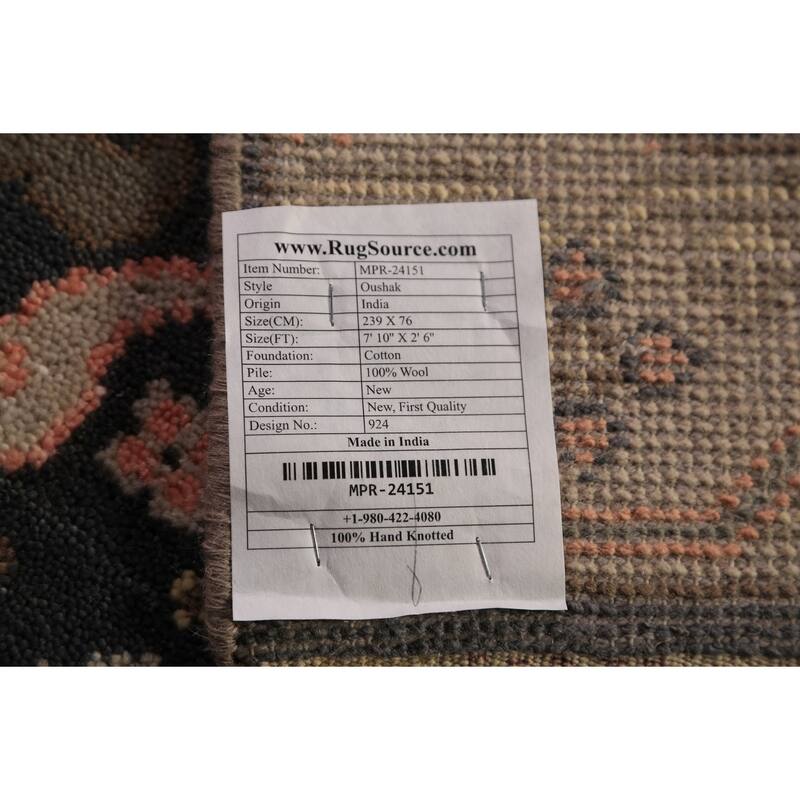 www.RugSource.com
Item Number: MPR-24151
Style Oushak
Origin India
Size(CM): 239 X 76
Size(FT): 7' 10" X 2' 6"
Foundation: Cotton
Pile: 100% Wool
Age: New
Condition: New, First Quality
Design No.: 924
Made in India
MPR-24151
+1-980-422-4080
100% Hand Knotted